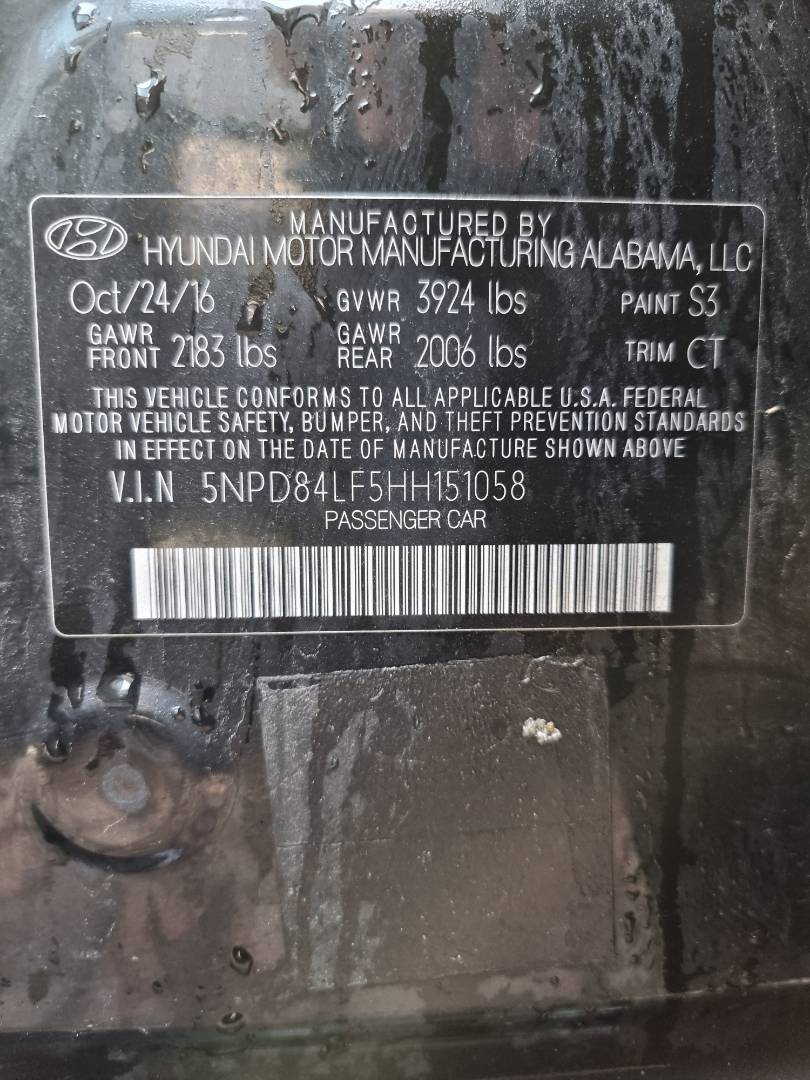 MANUFACTURED BY
HYUNDAI MOTOR MANUFACTURING ALABAMA, LLC
Oct/24/16 GVWR 3924 lbs PAINT S3
GAWR FRONT 2183 lbs GAWR REAR 2006 lbs TRIM CT
THIS VEHICLE CONFORMS TO ALL APPLICABLE U.S.A. FEDERAL
MOTOR VEHICLE SAFETY, BUMPER, AND THEFT PREVENTION STANDARDS
IN EFFECT ON THE DATE OF MANUFACTURE SHOWN ABOVE
V.I.N 5NPD84LF5HH151058
PASSENGER CAR